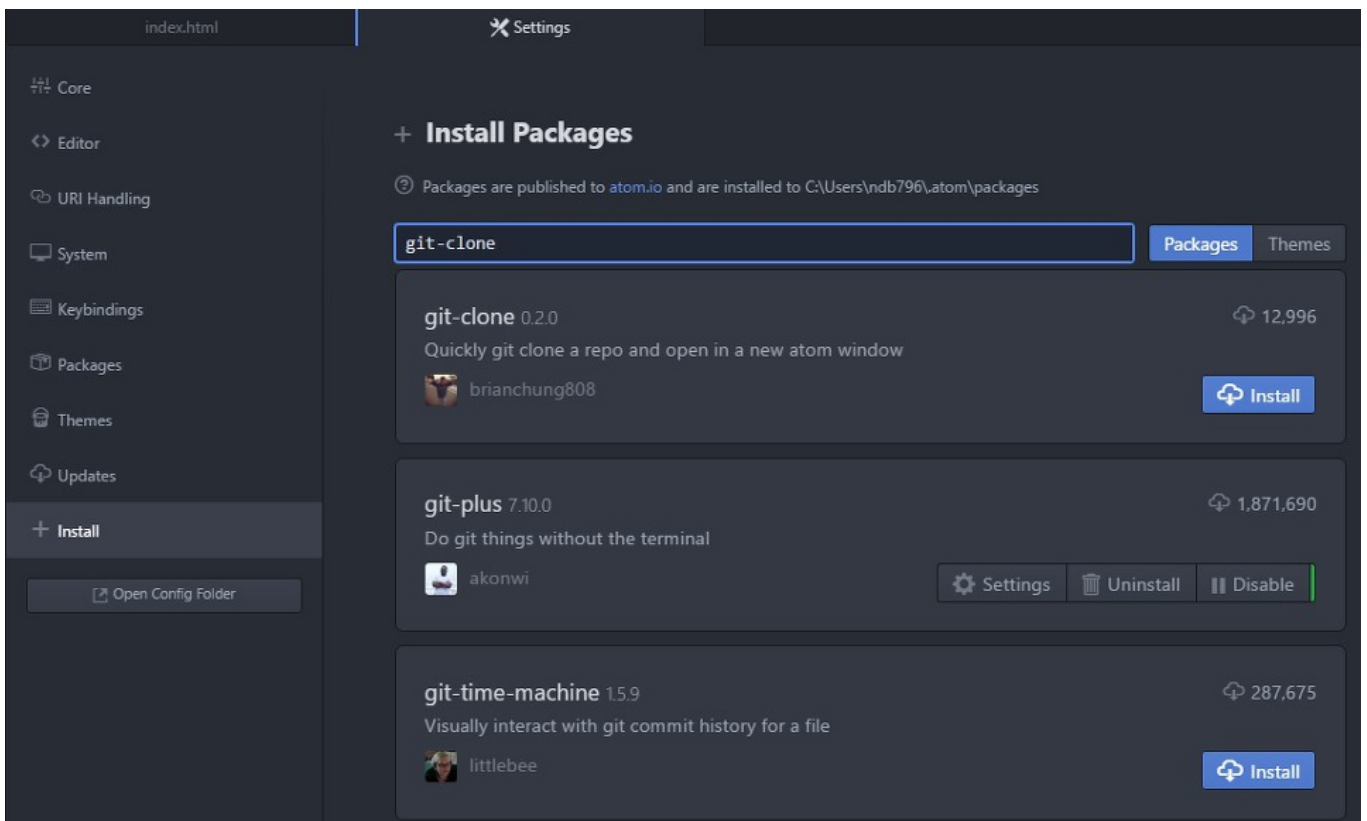 index.html
Settings
Core
Editor
URI Handling
System
Keybindings
Packages
Themes
Updates
Install
Open Config Folder
Install Packages
Packages are published to atom.io and are installed to C:\Users\ndb796\.atom\packages
git-clone
Packages Themes
git-clone 0.2.0 12,996
Quickly git clone a repo and open in a new atom window
brianchung808
Install
git-plus 7.10.0 1,871,690
Do git things without the terminal
akonwi
Settings Uninstall Disable
git-time-machine 1.5.9 287,675
Visually interact with git commit history for a file
littlebee
Install